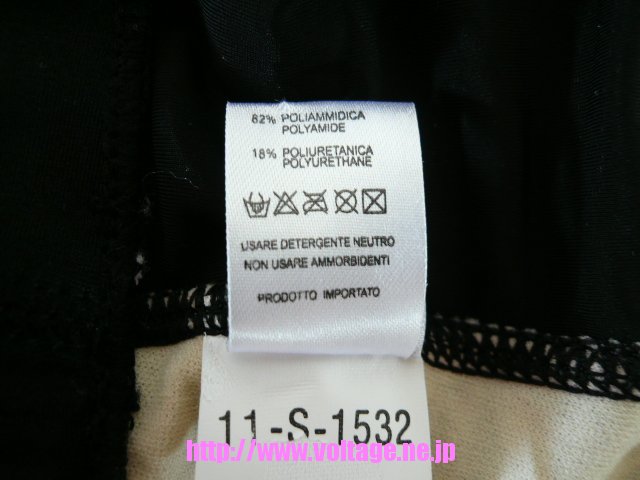 82% POLIAMMIDICA
POLYAMIDE
18% POLIURETANICA
POLYURETHANE
USARE DETERGENTE NEUTRO
NON USARE AMMORBIDENTI
PRODOTTO IMPORTATO
11-S-1532
http://www.voltage.ne.jp